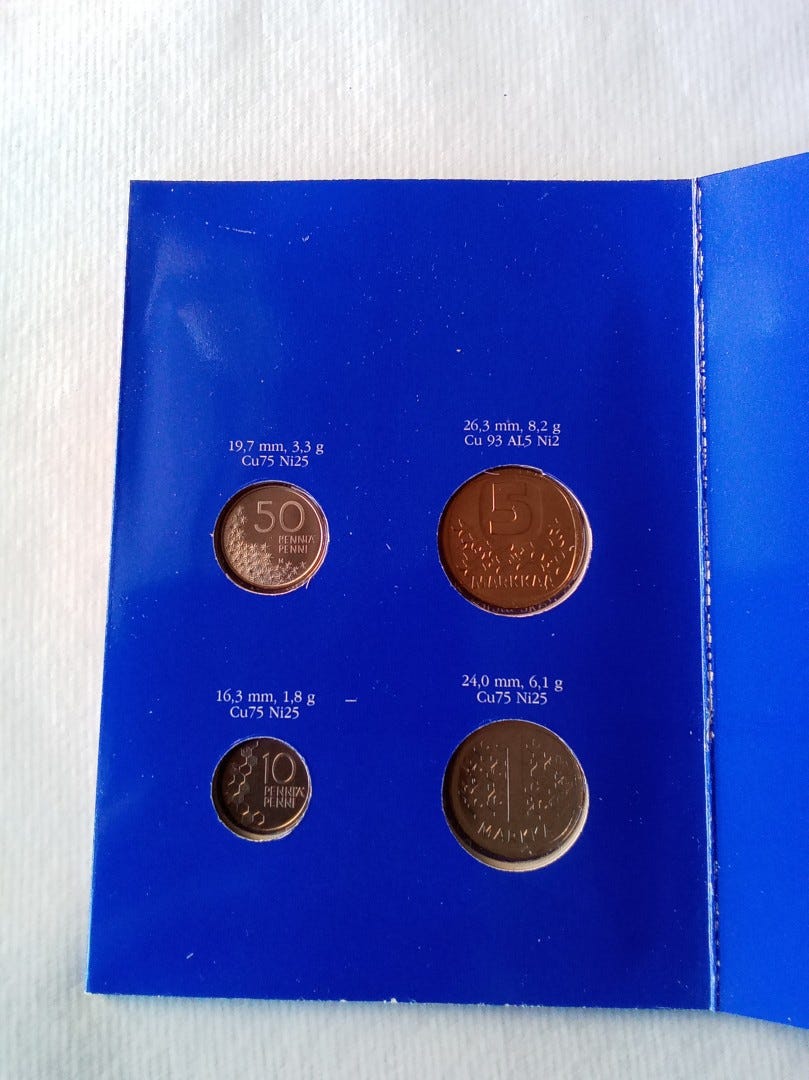 19,7 mm, 3,3 g
Cu75 Ni25
50
PENNIÄ
PENNI
26,3 mm, 8,2 g
Cu 93 AL5 Ni2
5
MARKKAA
16,3 mm, 1,8 g
Cu75 Ni25
10
PENNIÄ
PENNI
24,0 mm, 6,1 g
Cu75 Ni25
1
MARKKA